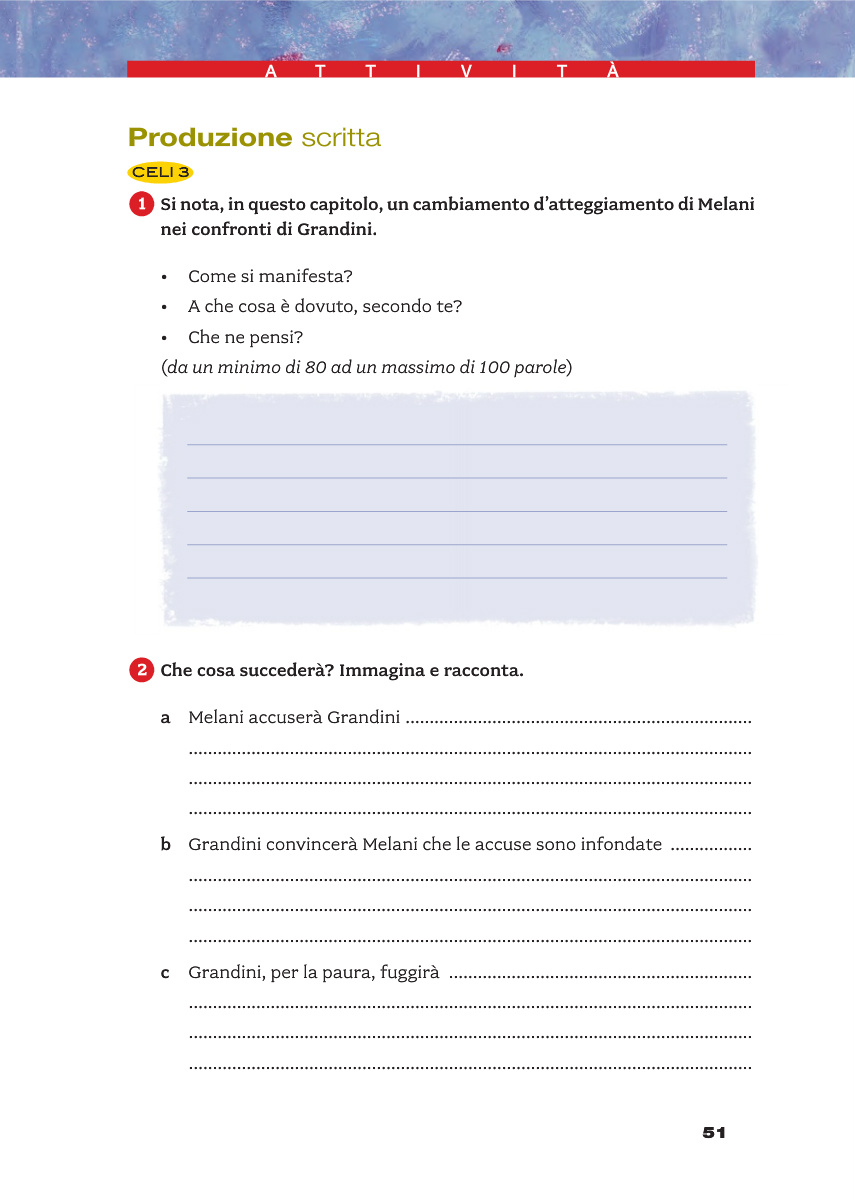 ATTIVITÀ
Produzione scritta
CELI 3
1 Si nota, in questo capitolo, un cambiamento d'atteggiamento di Melani
nei confronti di Grandini.
• Come si manifesta?
• A che cosa è dovuto, secondo te?
• Che ne pensi?
(da un minimo di 80 ad un massimo di 100 parole)
2 Che cosa succederà? Immagina e racconta.
a Melani accuserà Grandini ........................................................................
.....................................................................................................................
.....................................................................................................................
.....................................................................................................................
b Grandini convincerà Melani che le accuse sono infondate .................
.....................................................................................................................
.....................................................................................................................
.....................................................................................................................
c Grandini, per la paura, fuggirà ...............................................................
.....................................................................................................................
.....................................................................................................................
.....................................................................................................................
51